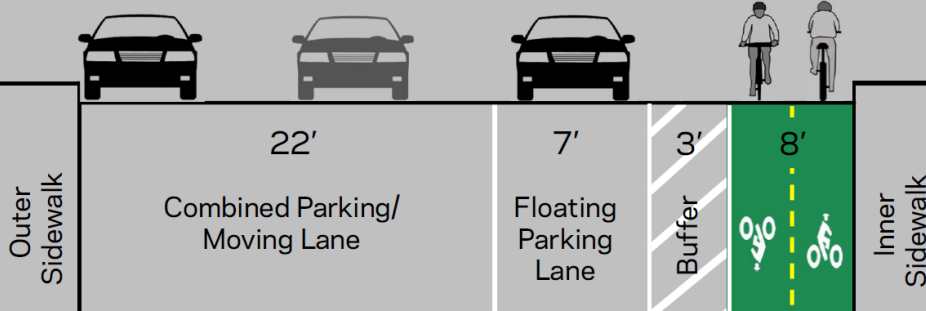 22′
7′
3′
8′
Outer
Sidewalk
Combined Parking/
Moving Lane
Floating
Parking
Lane
Buffer
Inner
Sidewalk